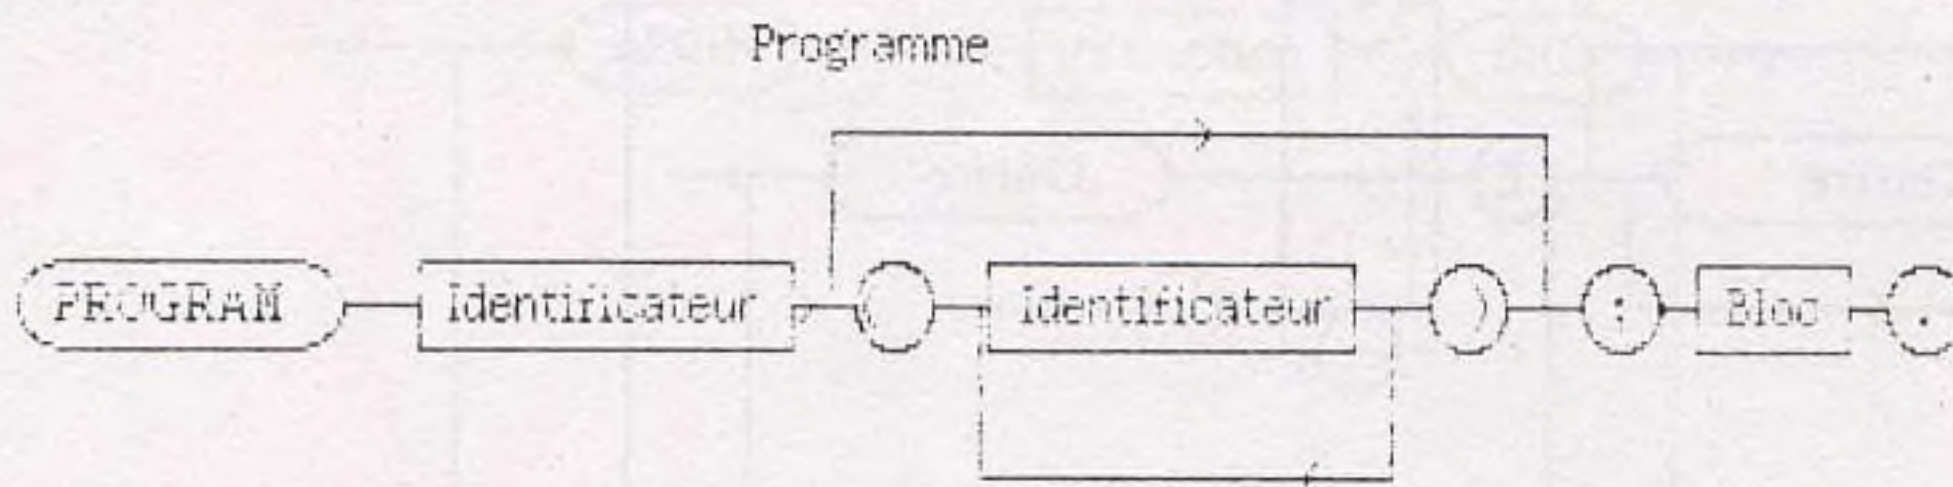 Programme
PROGRAM Identificateur ( Identificateur ) : Bloc .